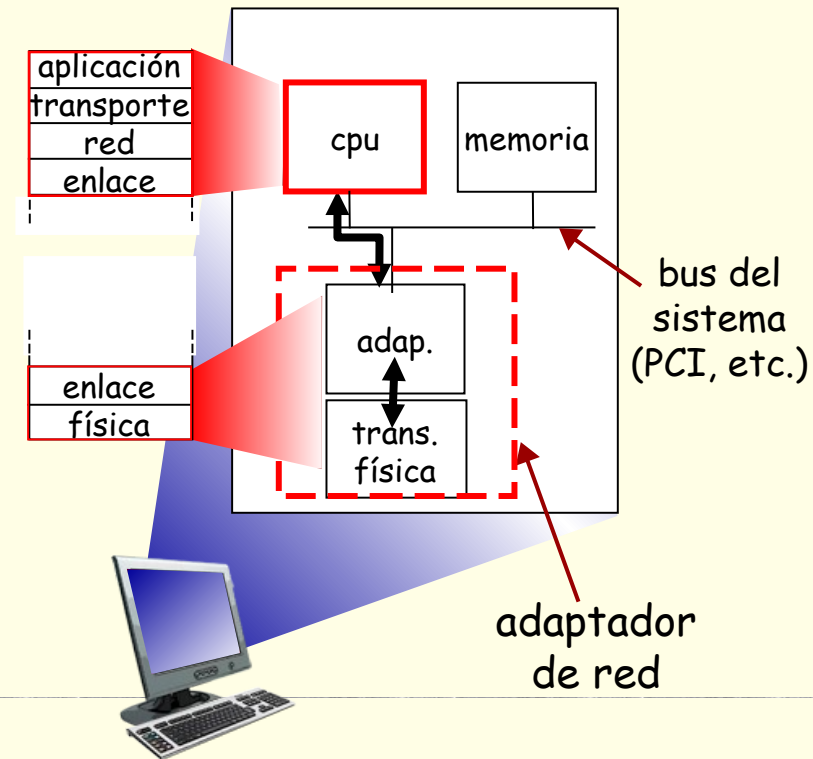 aplicación
transporte
red
enlace
cpu
memoria
bus del
sistema
(PCI, etc.)
adap.
enlace
física
trans.
física
adaptador
de red